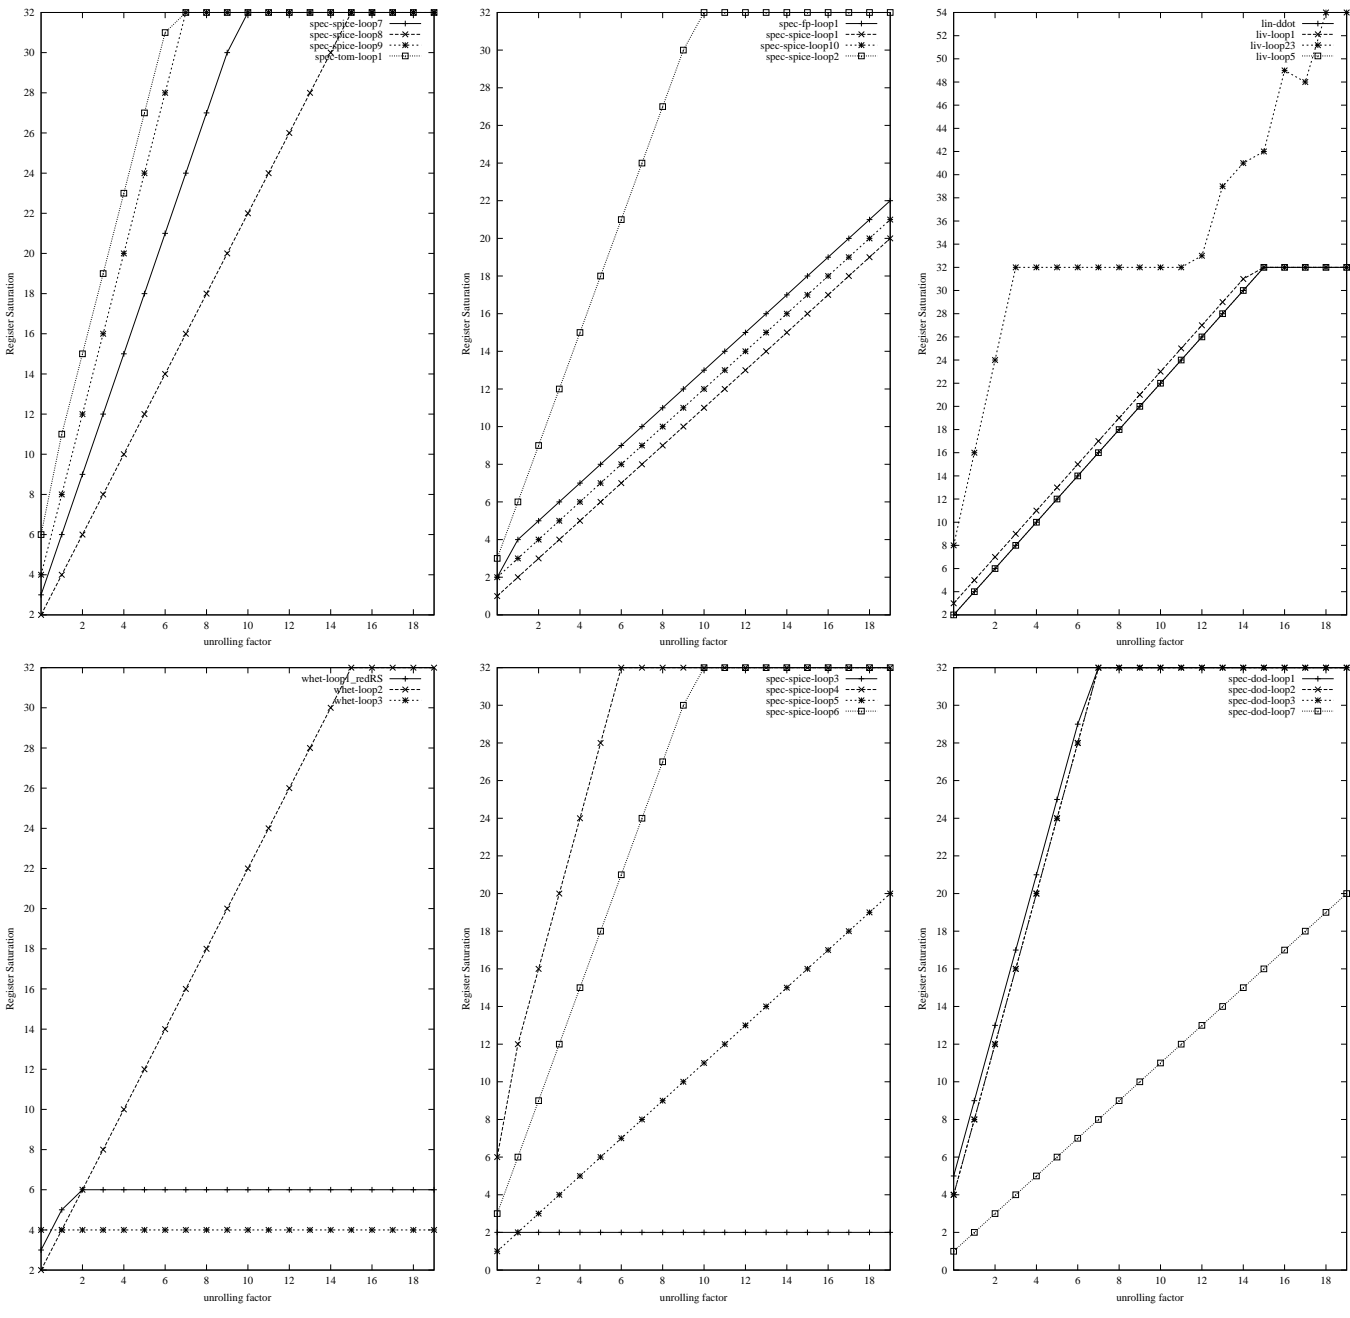 32
30
28
26
24
22
20
18
16
14
12
10
8
6
4
2
Register Saturation
spec-spice-loop7
spec-spice-loop8
spec-spice-loop9
spec-tom-loop1
2 4 6 8 10 12 14 16 18
unrolling factor
32
30
28
26
24
22
20
18
16
14
12
10
8
6
4
2
0
Register Saturation
spec-fp-loop1
spec-spice-loop1
spec-spice-loop10
spec-spice-loop2
2 4 6 8 10 12 14 16 18
unrolling factor
54
52
50
48
46
44
42
40
38
36
34
32
30
28
26
24
22
20
18
16
14
12
10
8
6
4
2
Register Saturation
lin-ddot
liv-loop1
liv-loop23
liv-loop5
2 4 6 8 10 12 14 16 18
unrolling factor
32
30
28
26
24
22
20
18
16
14
12
10
8
6
4
2
Register Saturation
whet-loop1_redRS
whet-loop2
whet-loop3
2 4 6 8 10 12 14 16 18
unrolling factor
32
30
28
26
24
22
20
18
16
14
12
10
8
6
4
2
0
Register Saturation
spec-spice-loop3
spec-spice-loop4
spec-spice-loop5
spec-spice-loop6
2 4 6 8 10 12 14 16 18
unrolling factor
32
30
28
26
24
22
20
18
16
14
12
10
8
6
4
2
0
Register Saturation
spec-dod-loop1
spec-dod-loop2
spec-dod-loop3
spec-dod-loop7
2 4 6 8 10 12 14 16 18
unrolling factor